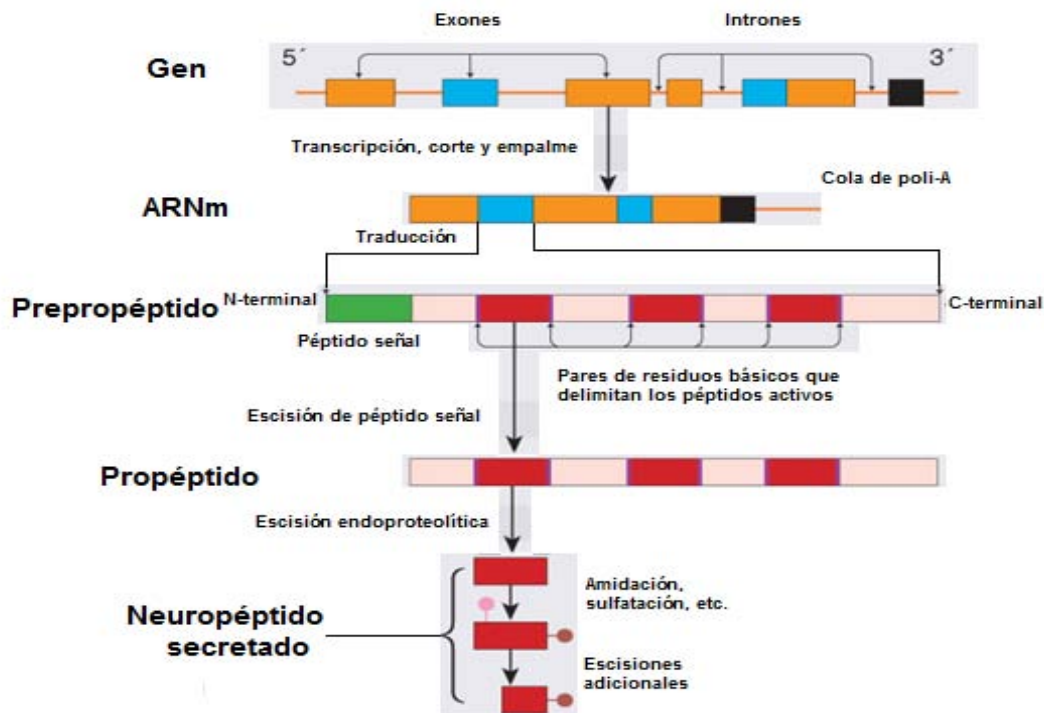 Exones
Intrones
Gen
5´
3´
Transcripción, corte y empalme
Cola de poli-A
ARNm
Traducción
Prepropéptido
N-terminal
C-terminal
Péptido señal
Pares de residuos básicos que
delimitan los péptidos activos
Escisión de péptido señal
Propéptido
Escisión endoproteolítica
Amidación,
sulfatación, etc.
Neuropéptido
secretado
Escisiones
adicionales